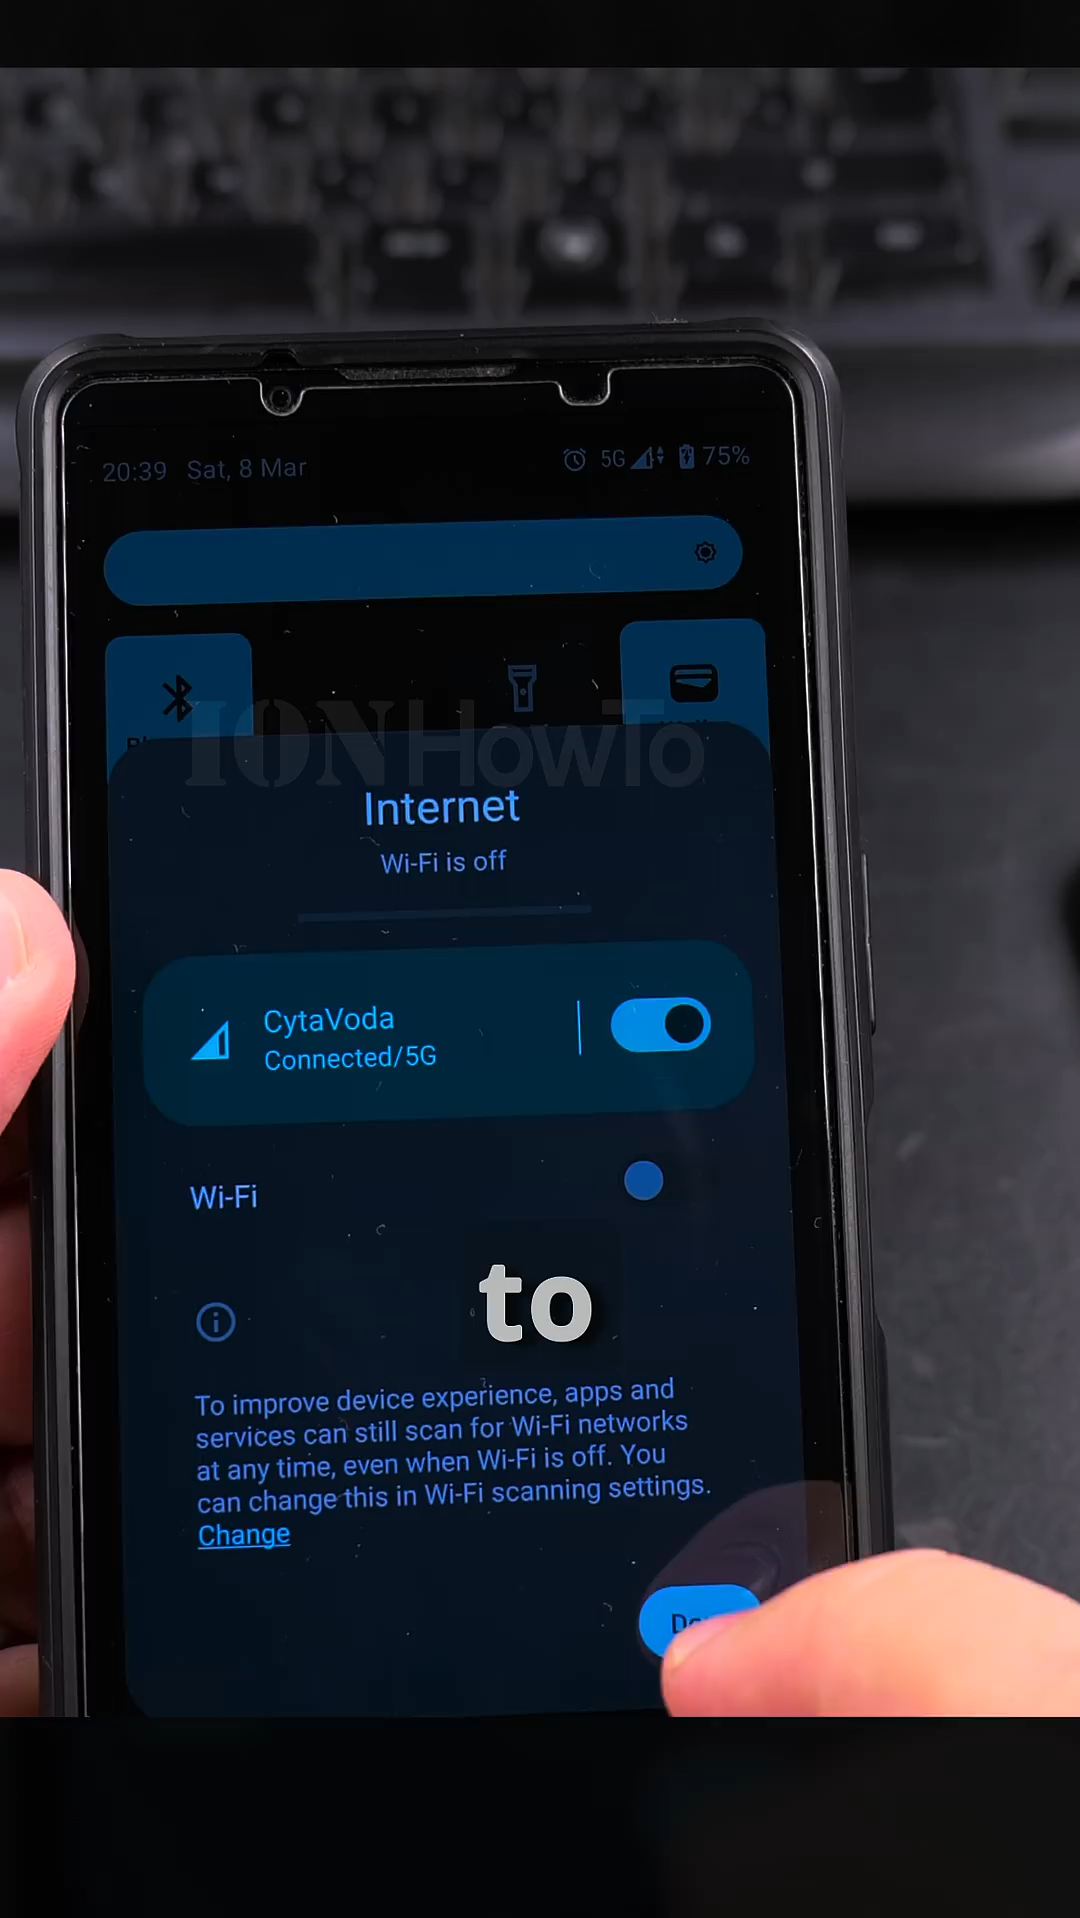 20:39 Sat, 8 Mar 5G 75%
IONHowTo
Internet
Wi-Fi is off
CytaVoda
Connected/5G
Wi-Fi
to
To improve device experience, apps and
services can still scan for Wi-Fi networks
at any time, even when Wi-Fi is off. You
can change this in Wi-Fi scanning settings.
Change